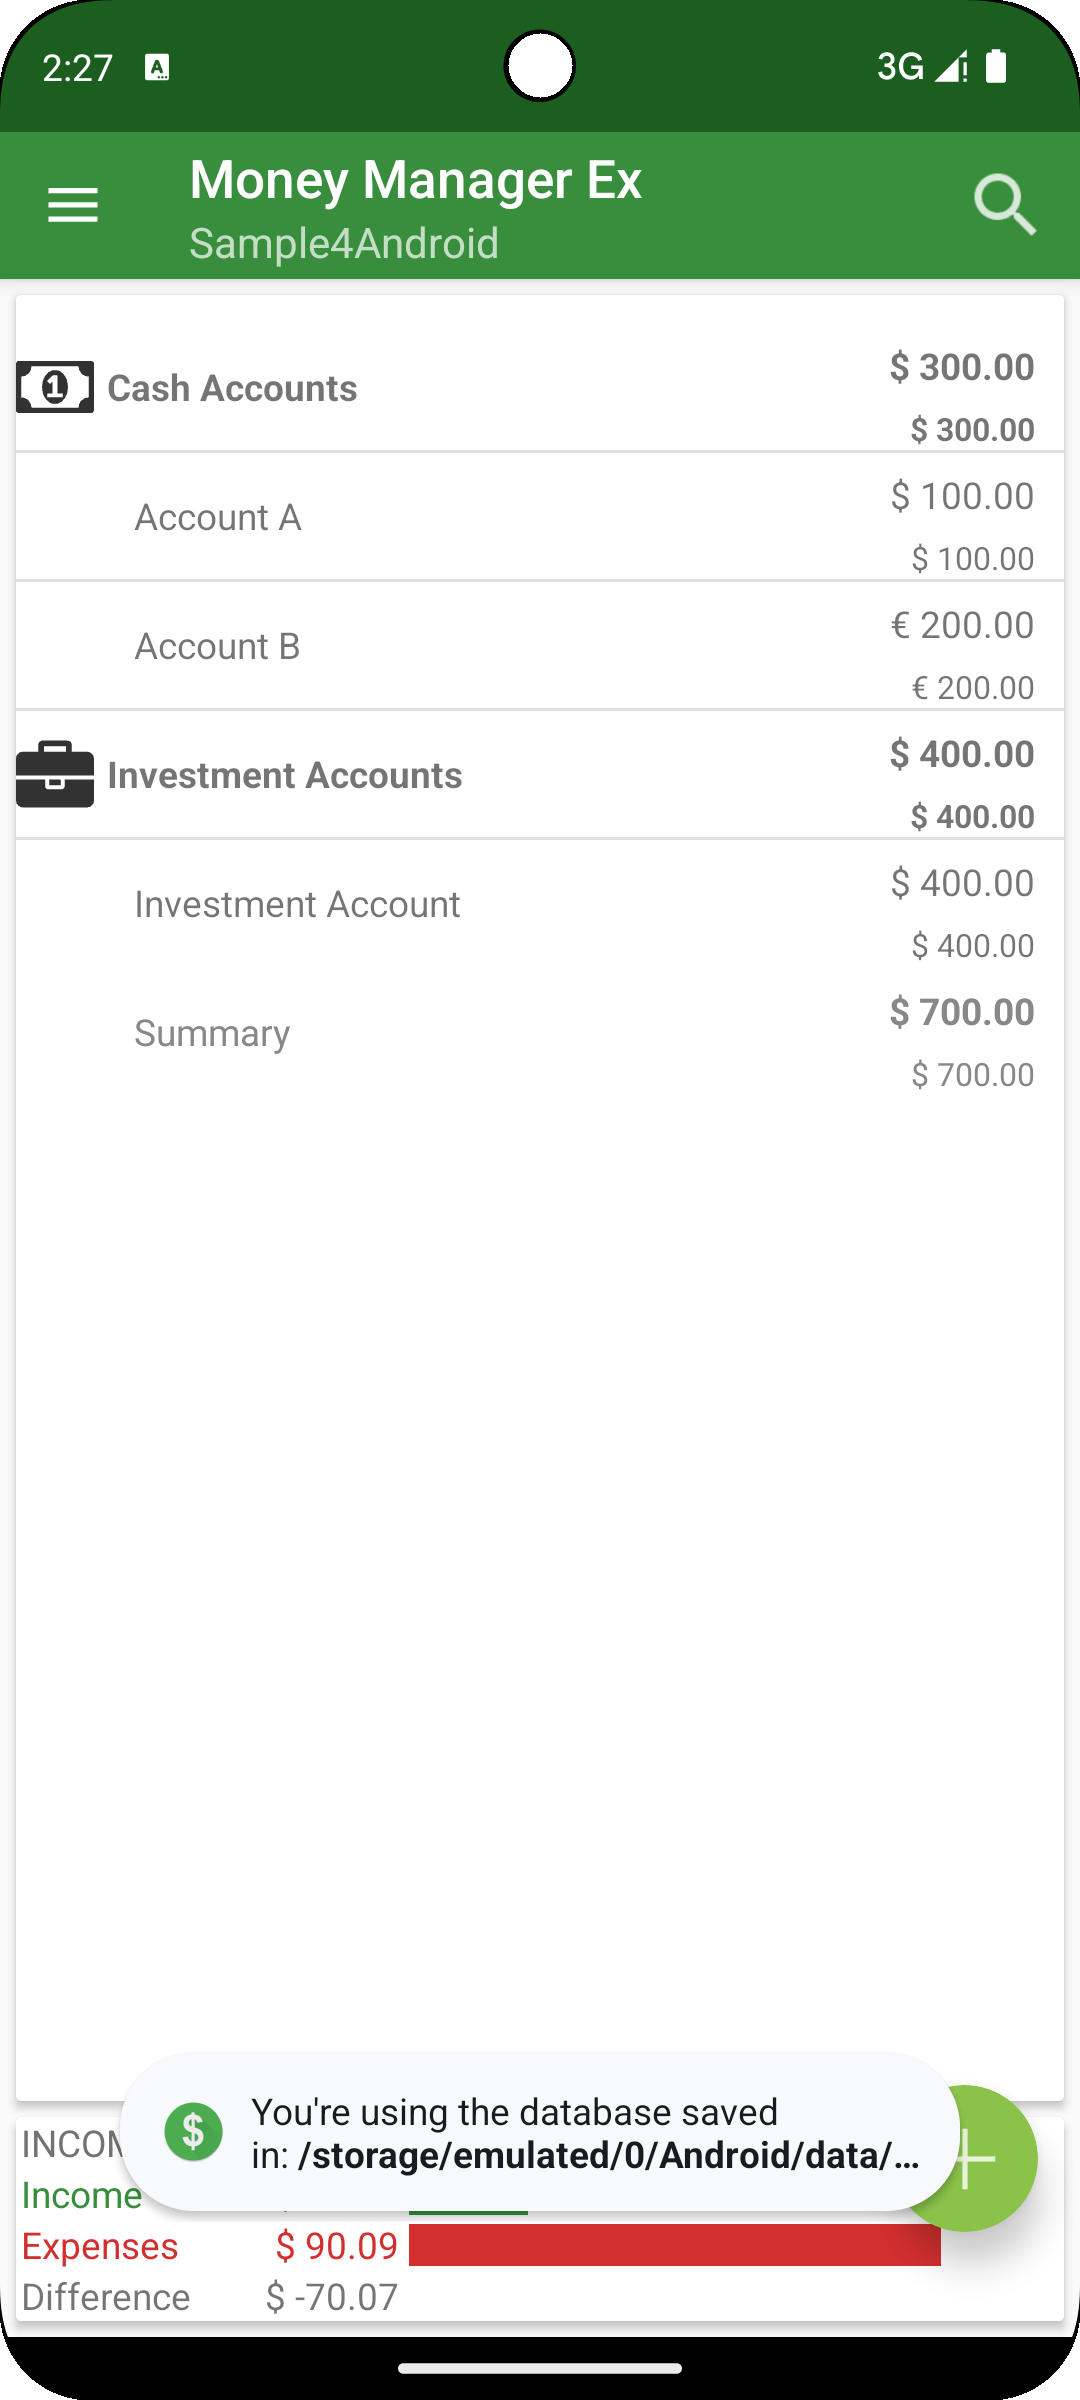 2:27
3G
Money Manager Ex
Sample4Android
Cash Accounts
$ 300.00
$ 300.00
Account A
$ 100.00
$ 100.00
Account B
€ 200.00
€ 200.00
Investment Accounts
$ 400.00
$ 400.00
Investment Account
$ 400.00
$ 400.00
Summary
$ 700.00
$ 700.00
You're using the database saved
in: /storage/emulated/0/Android/data/…
Income
Expenses $ 90.09
Difference $ -70.07